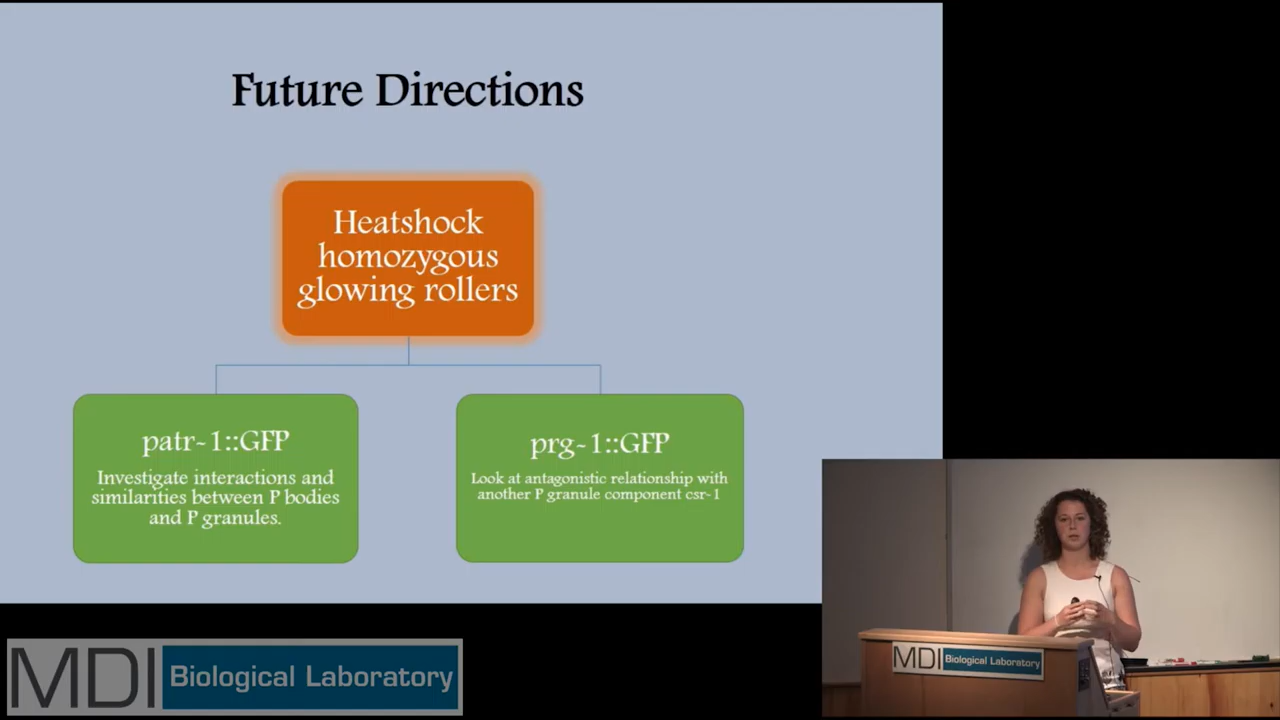 Future Directions
Heatshock
homozygous
glowing rollers
patr-1::GFP
Investigate interactions and
similarities between P bodies
and P granules.
prg-1::GFP
Look at antagonistic relationship with
another P granule component csr-1
MDI Biological Laboratory
MDI Biological Laboratory